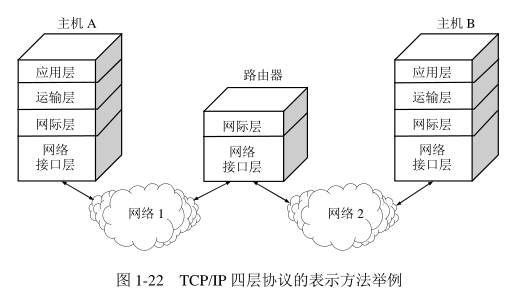 主机 A
应用层
运输层
网际层
网络
接口层
路由器
网际层
网络
接口层
主机 B
应用层
运输层
网际层
网络
接口层
网络 1
网络 2
图 1-22 TCP/IP 四层协议的表示方法举例